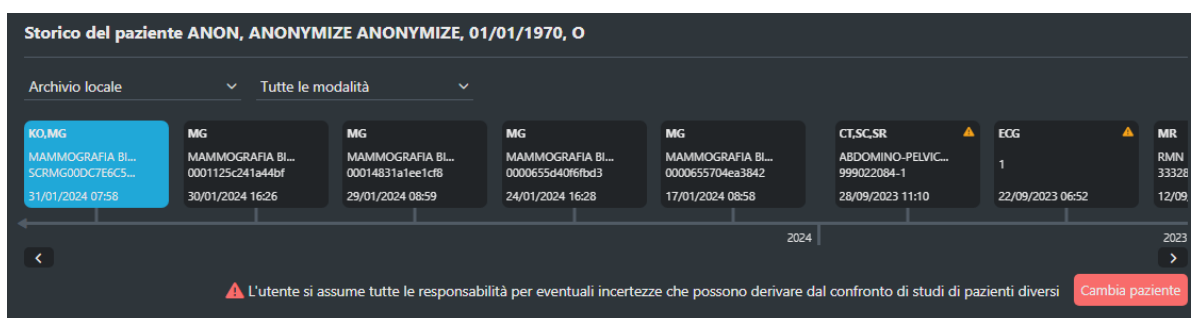 Storico del paziente ANON, ANONYMIZE ANONYMIZE, 01/01/1970, O
Archivio locale
Tutte le modalità
KO,MG
MAMMOGRAFIA BI...
SCRMG00DC7E6C5...
31/01/2024 07:58
MG
MAMMOGRAFIA BI...
0001125c241a44bf
30/01/2024 16:26
MG
MAMMOGRAFIA BI...
00014831a1ee1cf8
29/01/2024 08:59
MG
MAMMOGRAFIA BI...
0000655d40f6fbd3
24/01/2024 16:28
MG
MAMMOGRAFIA BI...
0000655704ea3842
17/01/2024 08:58
CT,SC,SR
ABDOMINO-PELVIC...
999022084-1
28/09/2023 11:10
ECG
1
22/09/2023 06:52
MR
RMN
33328
12/09
2024
2023
L'utente si assume tutte le responsabilità per eventuali incertezze che possono derivare dal confronto di studi di pazienti diversi
Cambia paziente